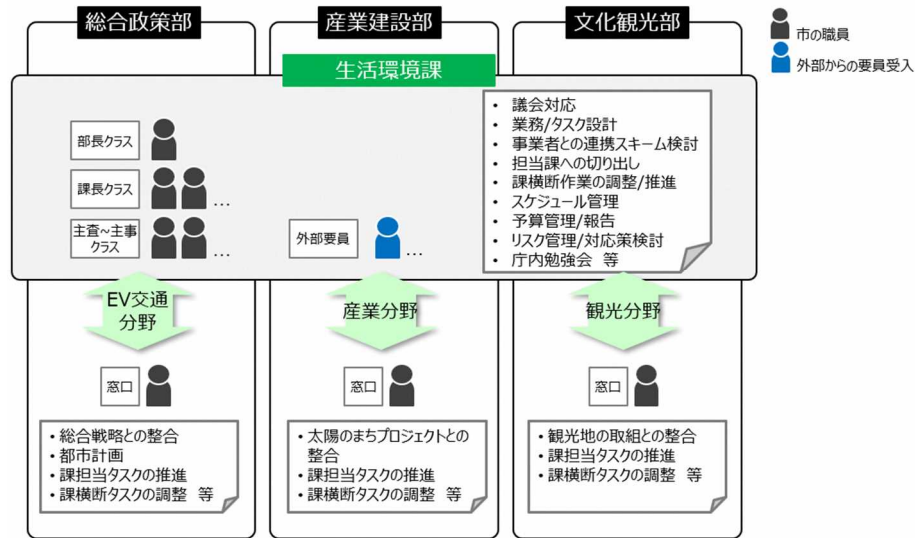 総合政策部
産業建設部
文化観光部
市の職員
外部からの要員受入
生活環境課
部長クラス
課長クラス
…
主査~主事
クラス
…
外部要員
…
・ 議会対応
・ 業務/タスク設計
・ 事業者との連携スキーム検討
・ 担当課への切り出し
・ 課横断作業の調整/推進
・ スケジュール管理
・ 予算管理/報告
・ リスク管理/対応策検討
・ 庁内勉強会 等
EV交通
分野
産業分野
観光分野
窓口
窓口
窓口
・総合戦略との整合
・都市計画
・課担当タスクの推進
・課横断タスクの調整 等
・太陽のまちプロジェクトとの
整合
・課担当タスクの推進
・課横断タスクの調整 等
・観光地の取組との整合
・課担当タスクの推進
・課横断タスクの調整 等